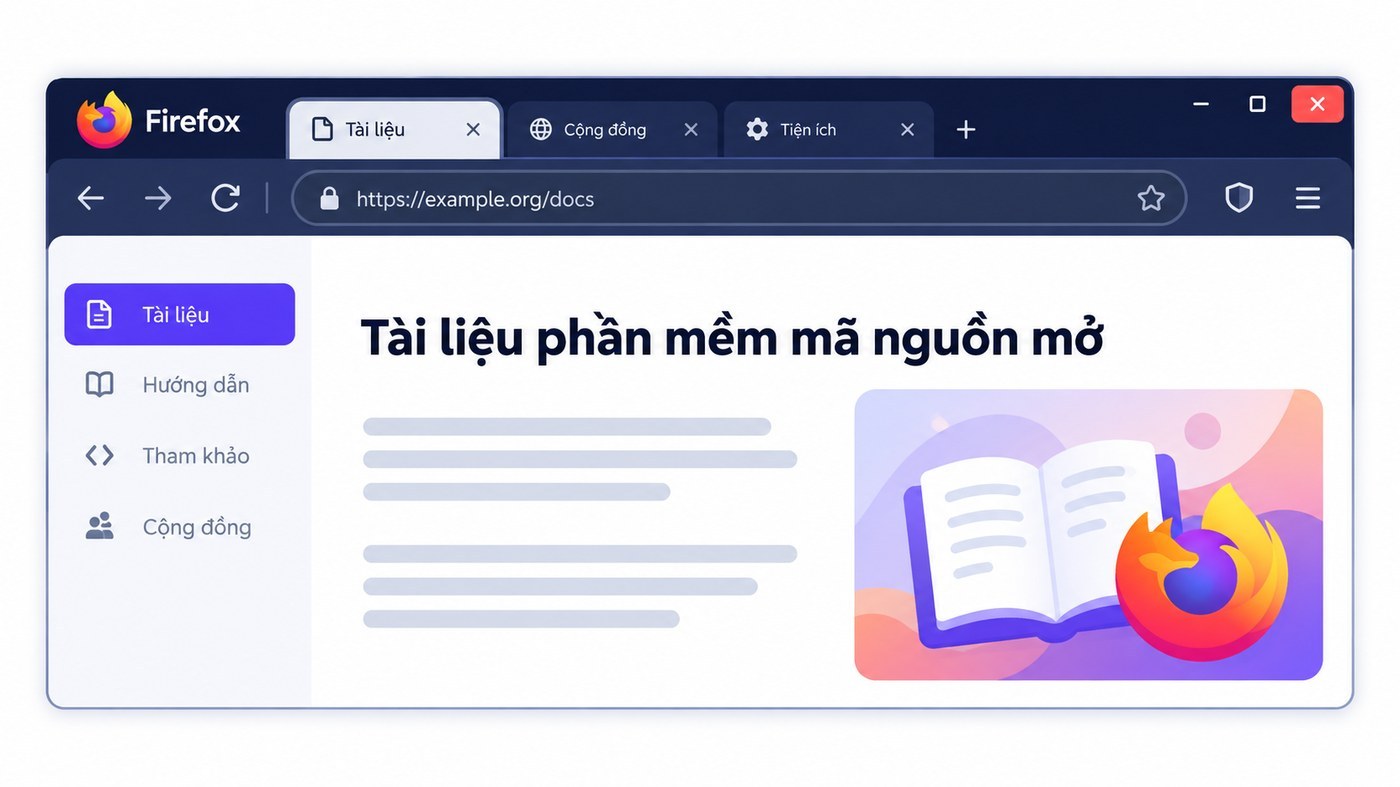 Firefox
Tài liệu
Cộng đồng
Tiện ích
https://example.org/docs
Tài liệu
Hướng dẫn
Tham khảo
Cộng đồng
Tài liệu phần mềm mã nguồn mở